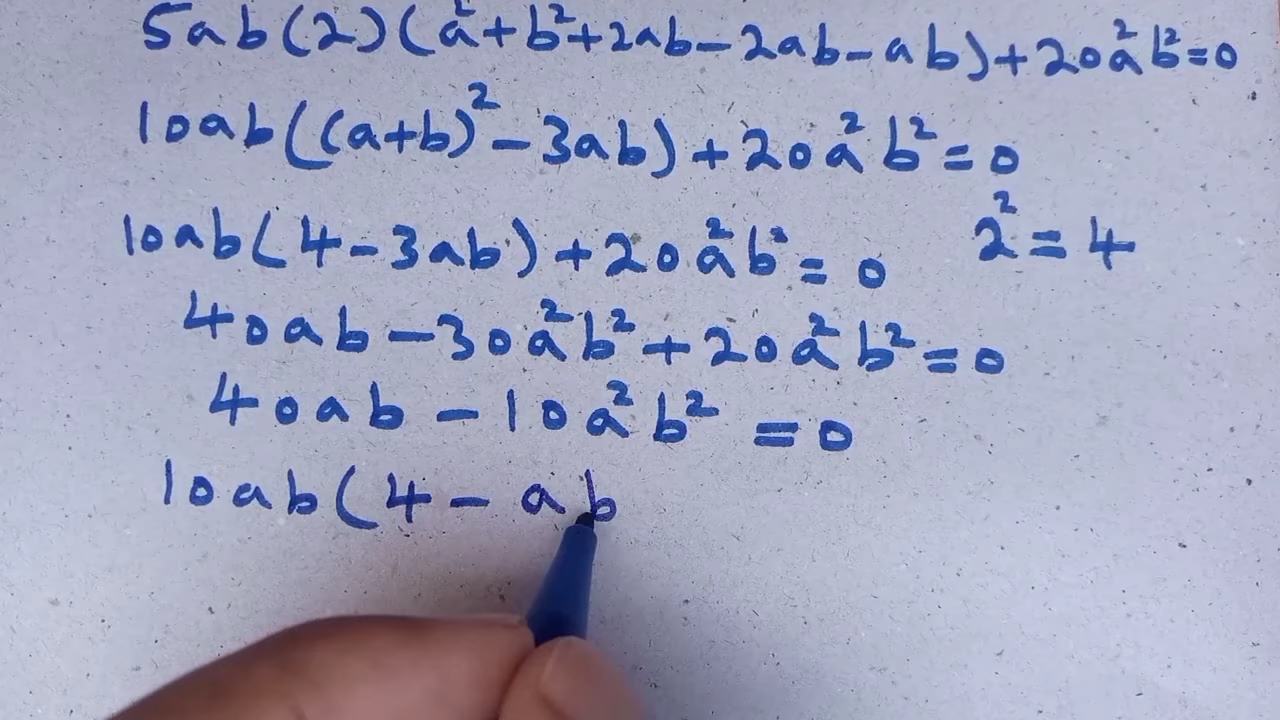 5ab(2)(a²+b²+2ab-2ab-ab)+20a²b²=0
10ab((a+b)²-3ab)+20a²b²=0
10ab(4-3ab)+20a²b²=0 2²=4
40ab-30a²b²+20a²b²=0
40ab-10a²b²=0
10ab(4-ab